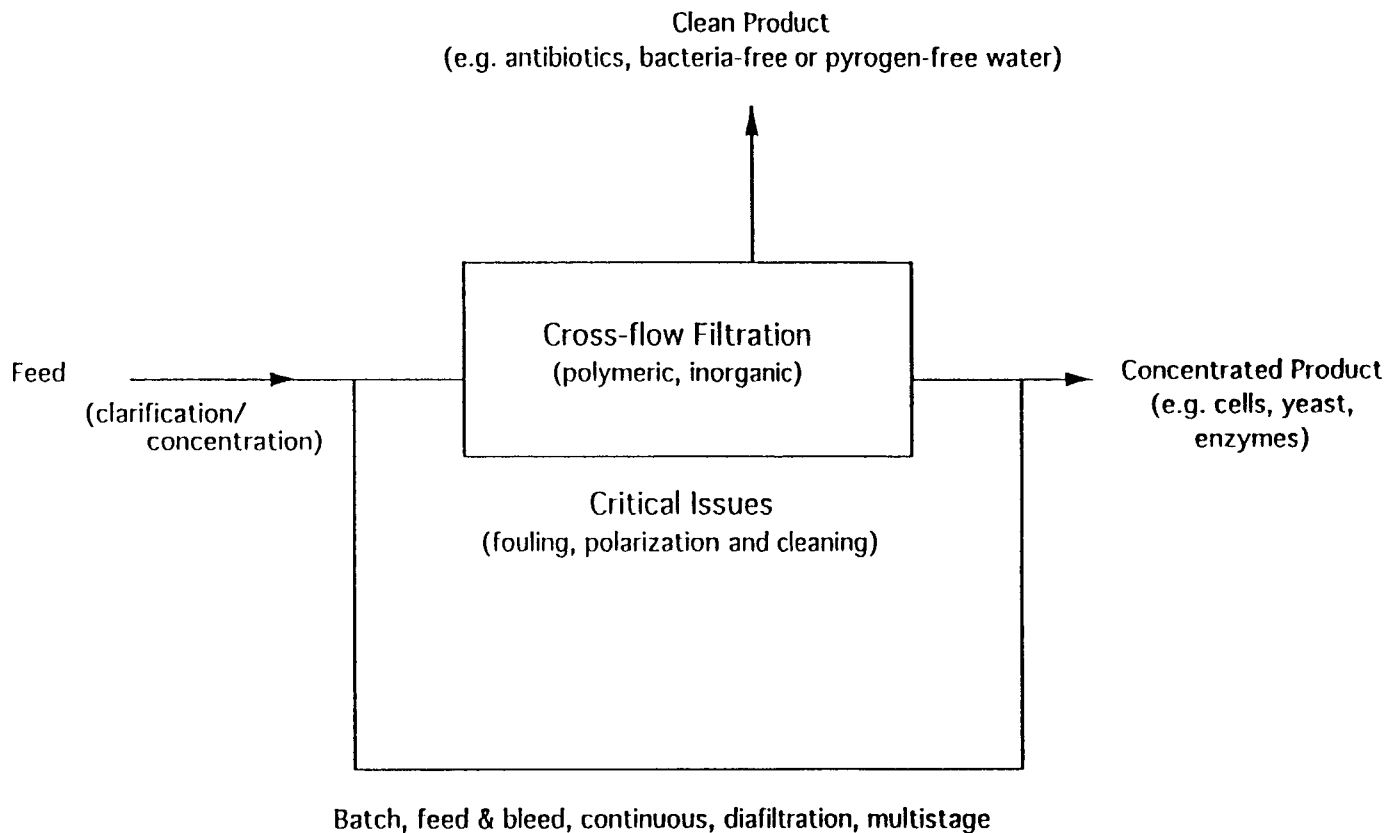 Clean Product
(e.g. antibiotics, bacteria-free or pyrogen-free water)
Cross-flow Filtration
(polymeric, inorganic)
Feed
(clarification/
concentration)
Concentrated Product
(e.g. cells, yeast,
enzymes)
Critical Issues
(fouling, polarization and cleaning)
Batch, feed & bleed, continuous, diafiltration, multistage